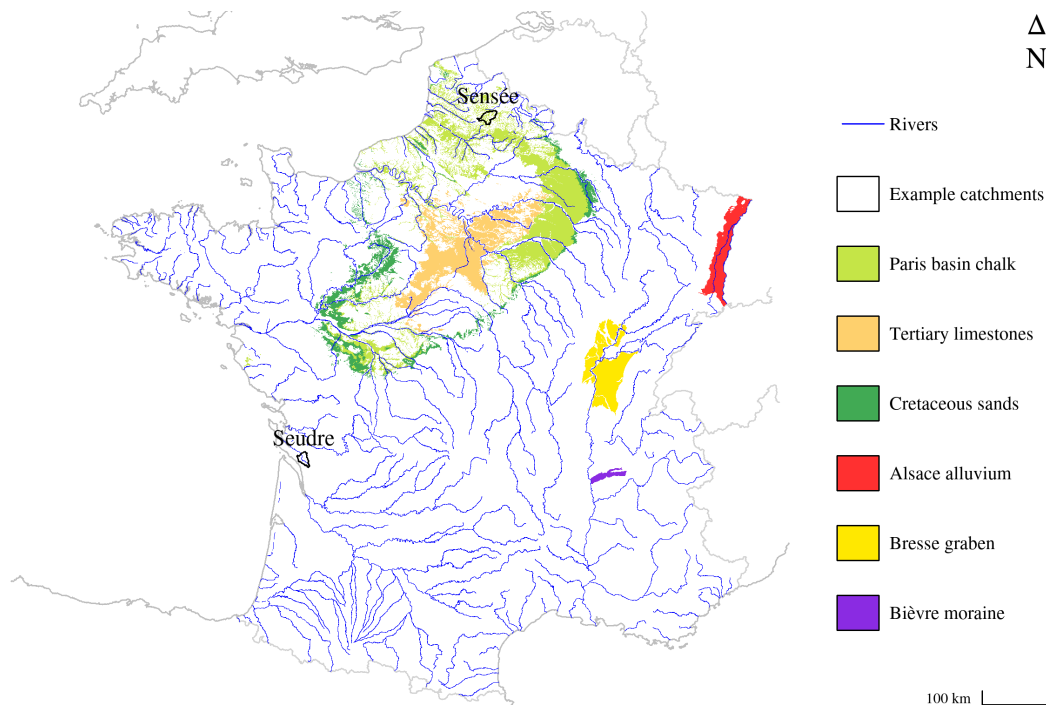 Δ
N
Sensée
Seudre
Rivers
Example catchments
Paris basin chalk
Tertiary limestones
Cretaceous sands
Alsace alluvium
Bresse graben
Bièvre moraine
100 km